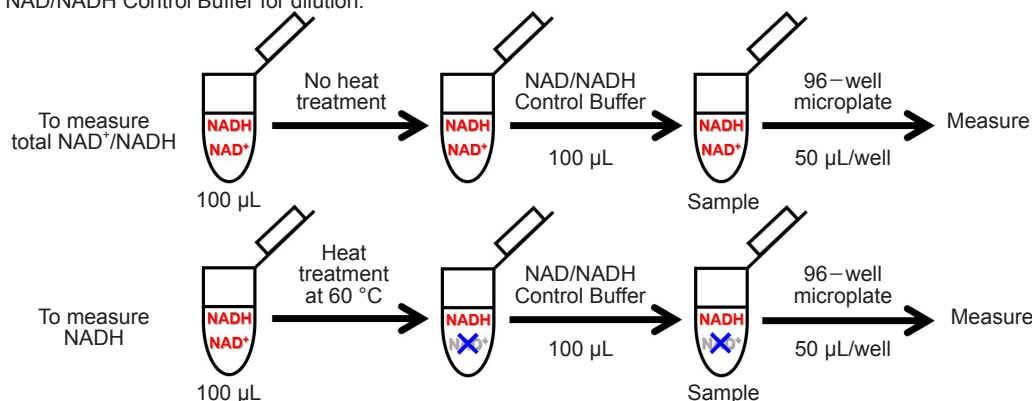 NAD/NADH Control Buffer for dilution.
To measure
total NAD⁺/NADH
NADH
NAD⁺
100 µL
No heat
treatment
NADH
NAD⁺
NAD/NADH
Control Buffer
100 µL
NADH
NAD⁺
Sample
96−well
microplate
50 µL/well
Measure
To measure
NADH
NADH
NAD⁺
100 µL
Heat
treatment
at 60 °C
NADH
NAD⁺
NAD/NADH
Control Buffer
100 µL
NADH
NAD⁺
Sample
96−well
microplate
50 µL/well
Measure